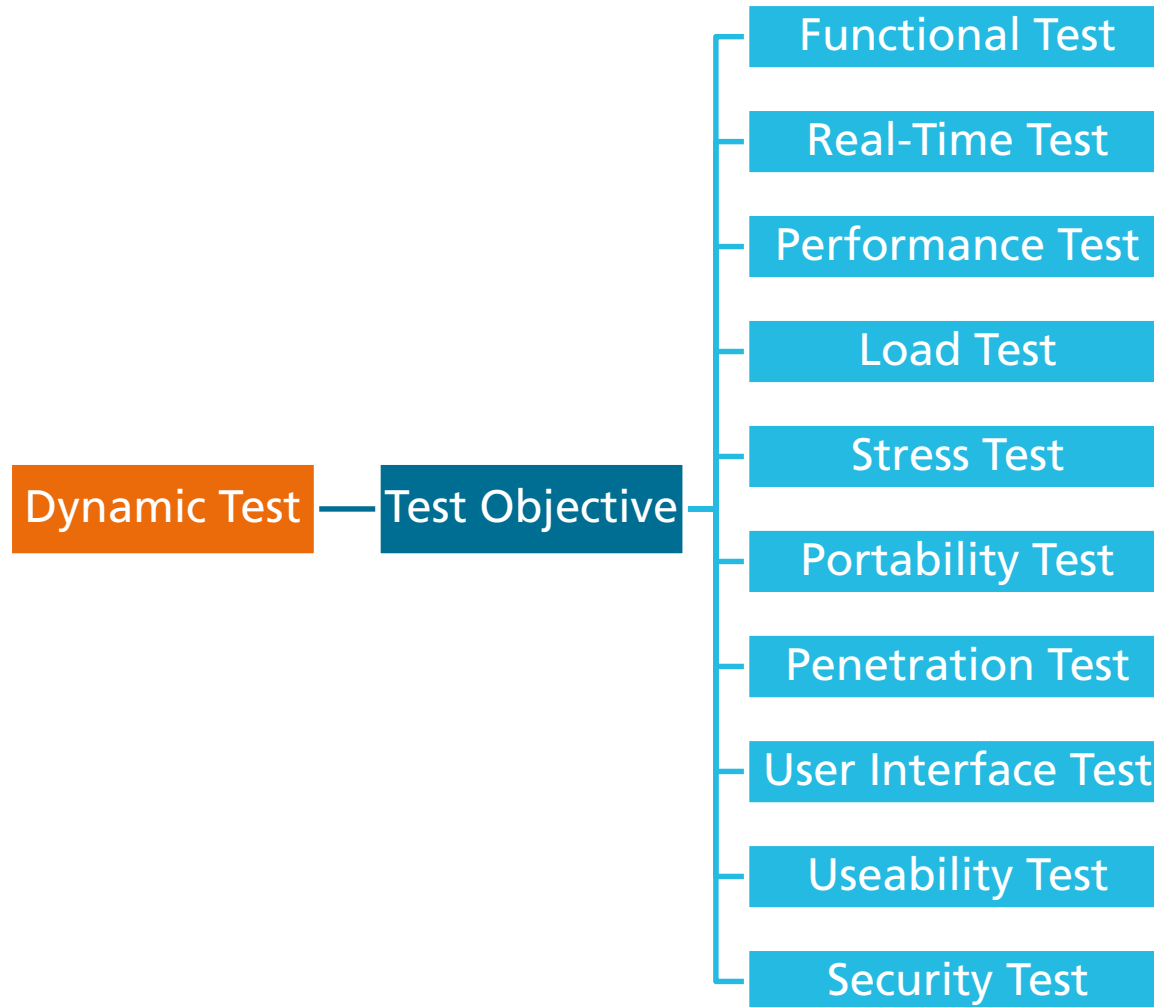 Functional Test
Real-Time Test
Performance Test
Load Test
Stress Test
Dynamic Test
Test Objective
Portability Test
Penetration Test
User Interface Test
Useability Test
Security Test